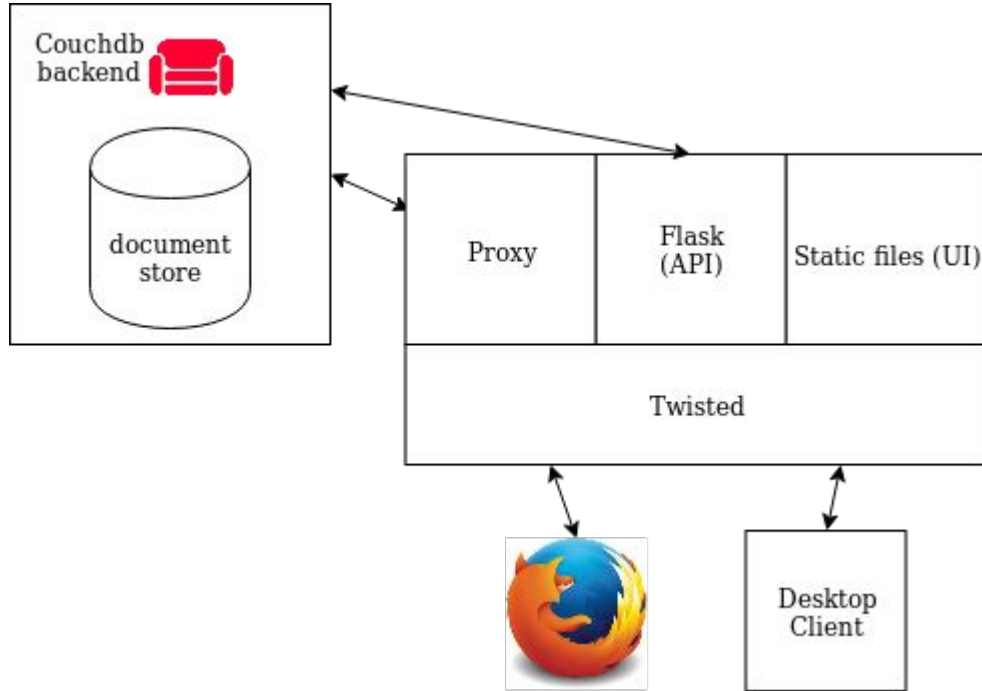 Couchdb
backend
document
store
Proxy
Flask
(API)
Static files (UI)
Twisted
Desktop
Client